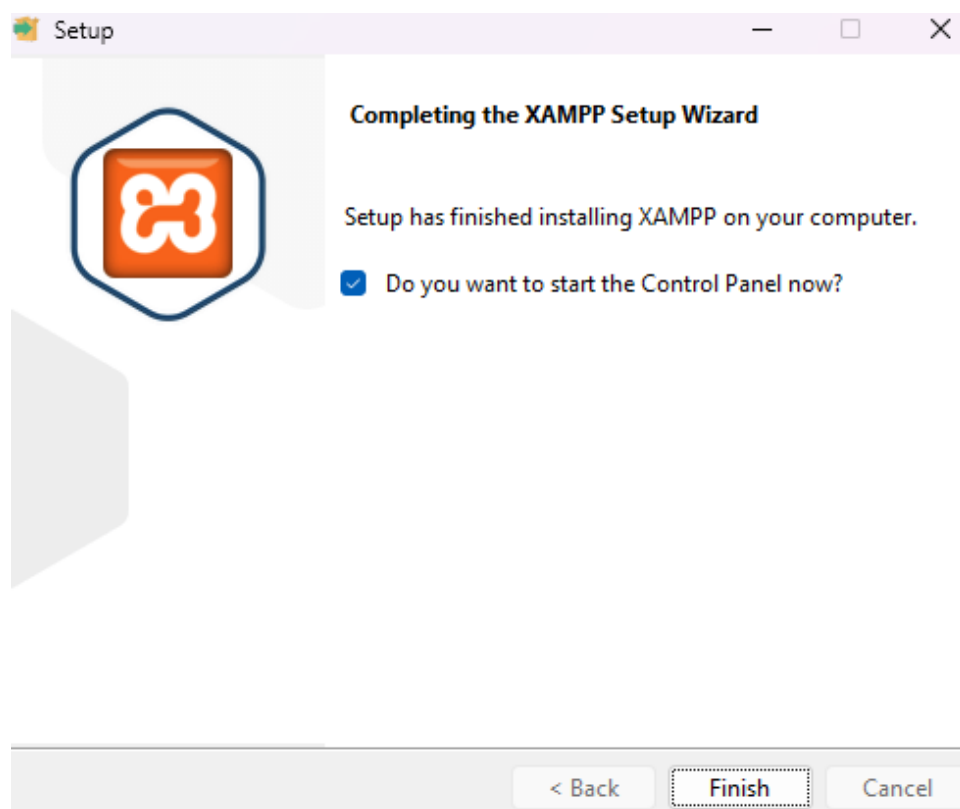 Setup
Completing the XAMPP Setup Wizard
Setup has finished installing XAMPP on your computer.
Do you want to start the Control Panel now?
< Back
Finish
Cancel